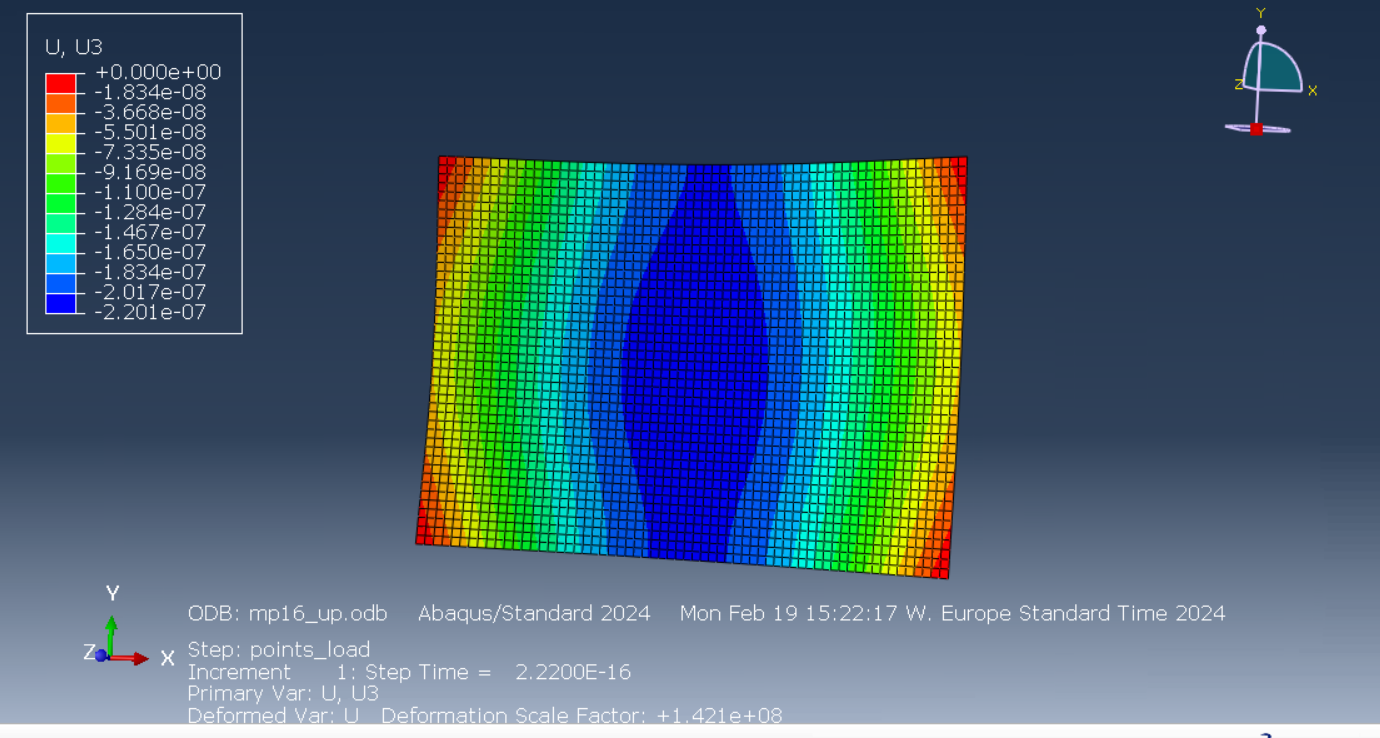 U, U3
+0.000e+00
-1.834e-08
-3.668e-08
-5.501e-08
-7.335e-08
-9.169e-08
-1.100e-07
-1.284e-07
-1.467e-07
-1.650e-07
-1.834e-07
-2.017e-07
-2.201e-07
Y
Z
X
Y
Z
X
ODB: mp16_up.odb Abaqus/Standard 2024 Mon Feb 19 15:22:17 W. Europe Standard Time 2024
Step: points_load
Increment 1: Step Time = 2.2200E-16
Primary Var: U, U3
Deformed Var: U Deformation Scale Factor: +1.421e+08